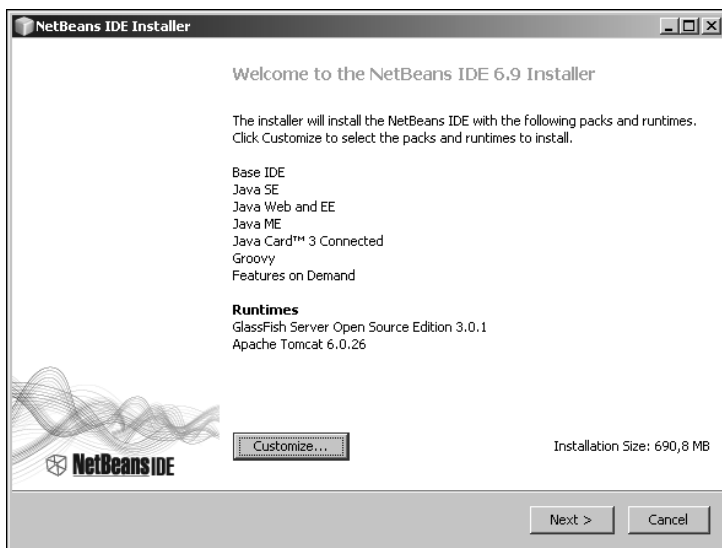 NetBeans IDE Installer
Welcome to the NetBeans IDE 6.9 Installer
The installer will install the NetBeans IDE with the following packs and runtimes.
Click Customize to select the packs and runtimes to install.
Base IDE
Java SE
Java Web and EE
Java ME
Java Card™ 3 Connected
Groovy
Features on Demand
Runtimes
GlassFish Server Open Source Edition 3.0.1
Apache Tomcat 6.0.26
Customize...
Installation Size: 690,8 MB
NetBeans IDE
Next >
Cancel